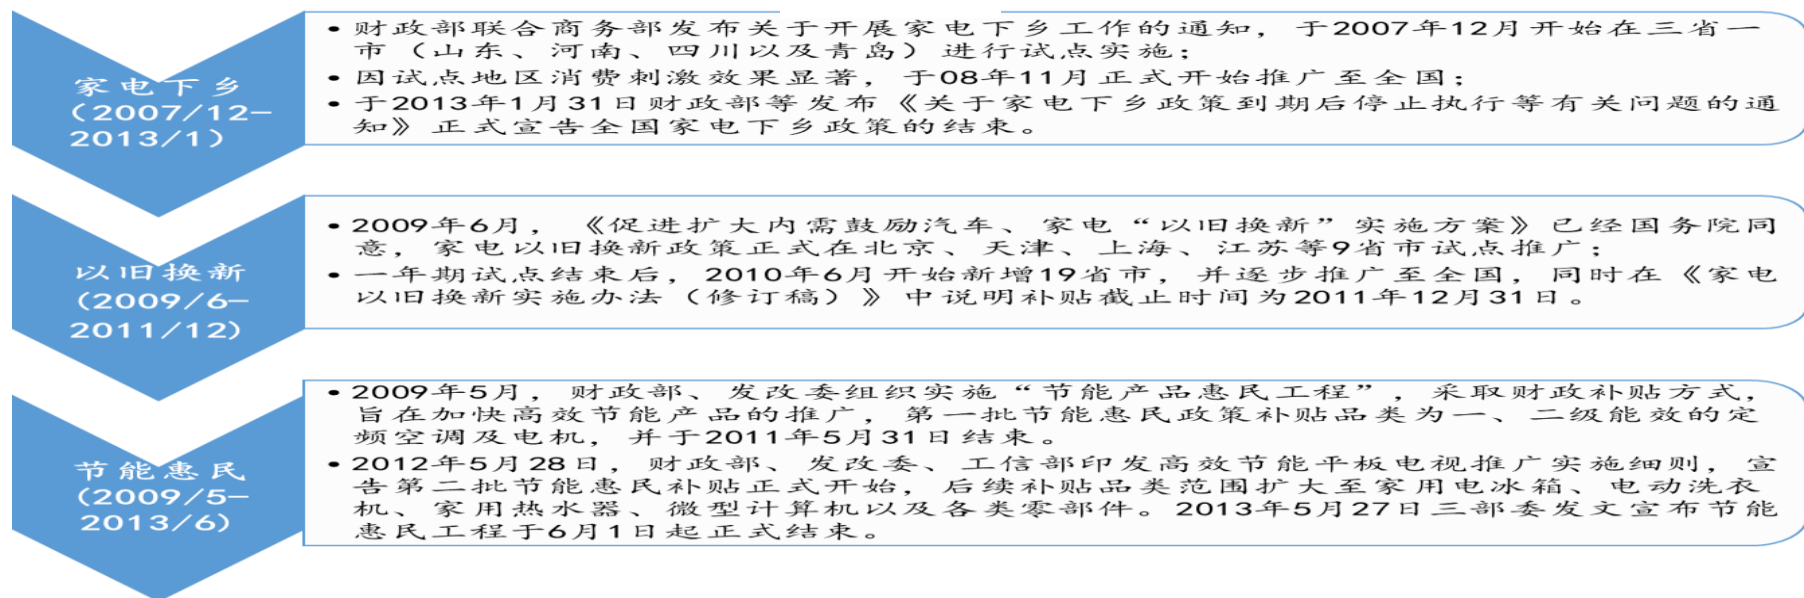 家电下乡
(2007/12-
2013/1)
• 财政部联合商务部发布关于开展家电下乡工作的通知，于2007年12月开始在三省一
市（山东、河南、四川以及青岛）进行试点实施；
• 因试点地区消费刺激效果显著，于08年11月正式开始推广至全国；
• 于2013年1月31日财政部等发布《关于家电下乡政策到期后停止执行等有关问题的通
知》正式宣告全国家电下乡政策的结束。
以旧换新
(2009/6-
2011/12)
• 2009年6月，《促进扩大内需鼓励汽车、家电“以旧换新”实施方案》已经国务院同
意，家电以旧换新政策正式在北京、天津、上海、江苏等9省市试点推广；
• 一年期试点结束后，2010年6月开始新增19省市，并逐步推广至全国，同时在《家电
以旧换新实施办法（修订稿）》中说明补贴截止时间为2011年12月31日。
节能惠民
(2009/5-
2013/6)
• 2009年5月，财政部、发改委组织实施“节能产品惠民工程”，采取财政补贴方式，
旨在加快高效节能产品的推广，第一批节能惠民政策补贴品类为一、二级能效的定
频空调及电机，并于2011年5月31日结束。
• 2012年5月28日，财政部、发改委、工信部印发高效节能平板电视推广实施细则，宣
告第二批节能惠民补贴正式开始，后续补贴品类范围扩大至家用电冰箱、电动洗衣
机、家用热水器、微型计算机以及各类零部件。2013年5月27日三部委发文宣布节能
惠民工程于6月1日起正式结束。